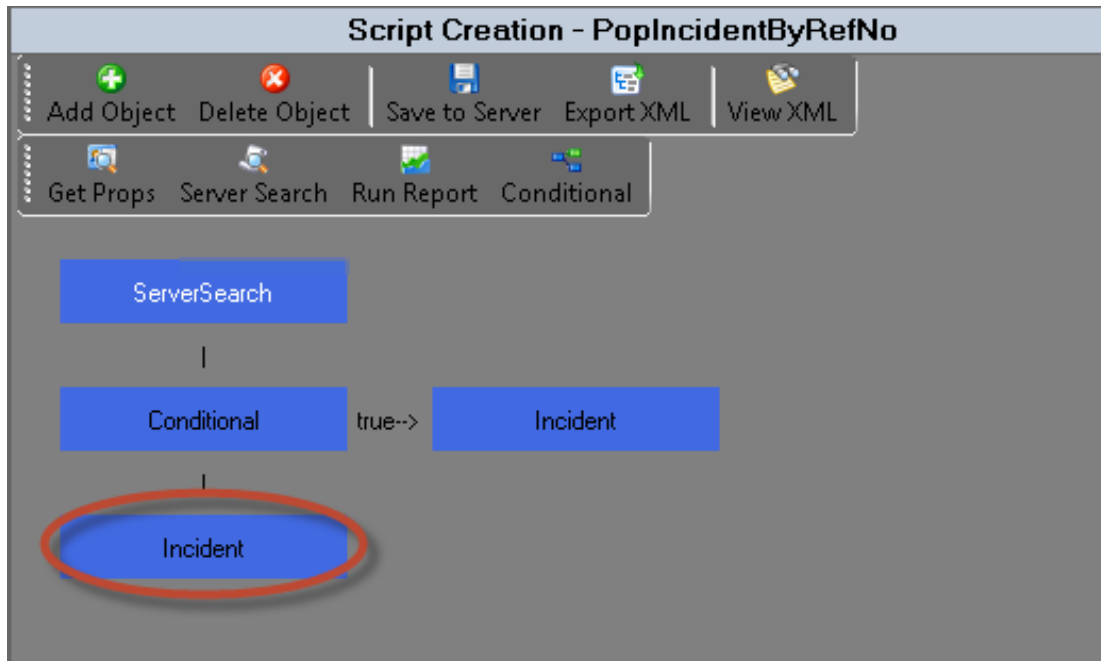 Script Creation - PopIncidentByRefNo
Add Object Delete Object Save to Server Export XML View XML
Get Props Server Search Run Report Conditional
ServerSearch
Conditional true--> Incident
Incident